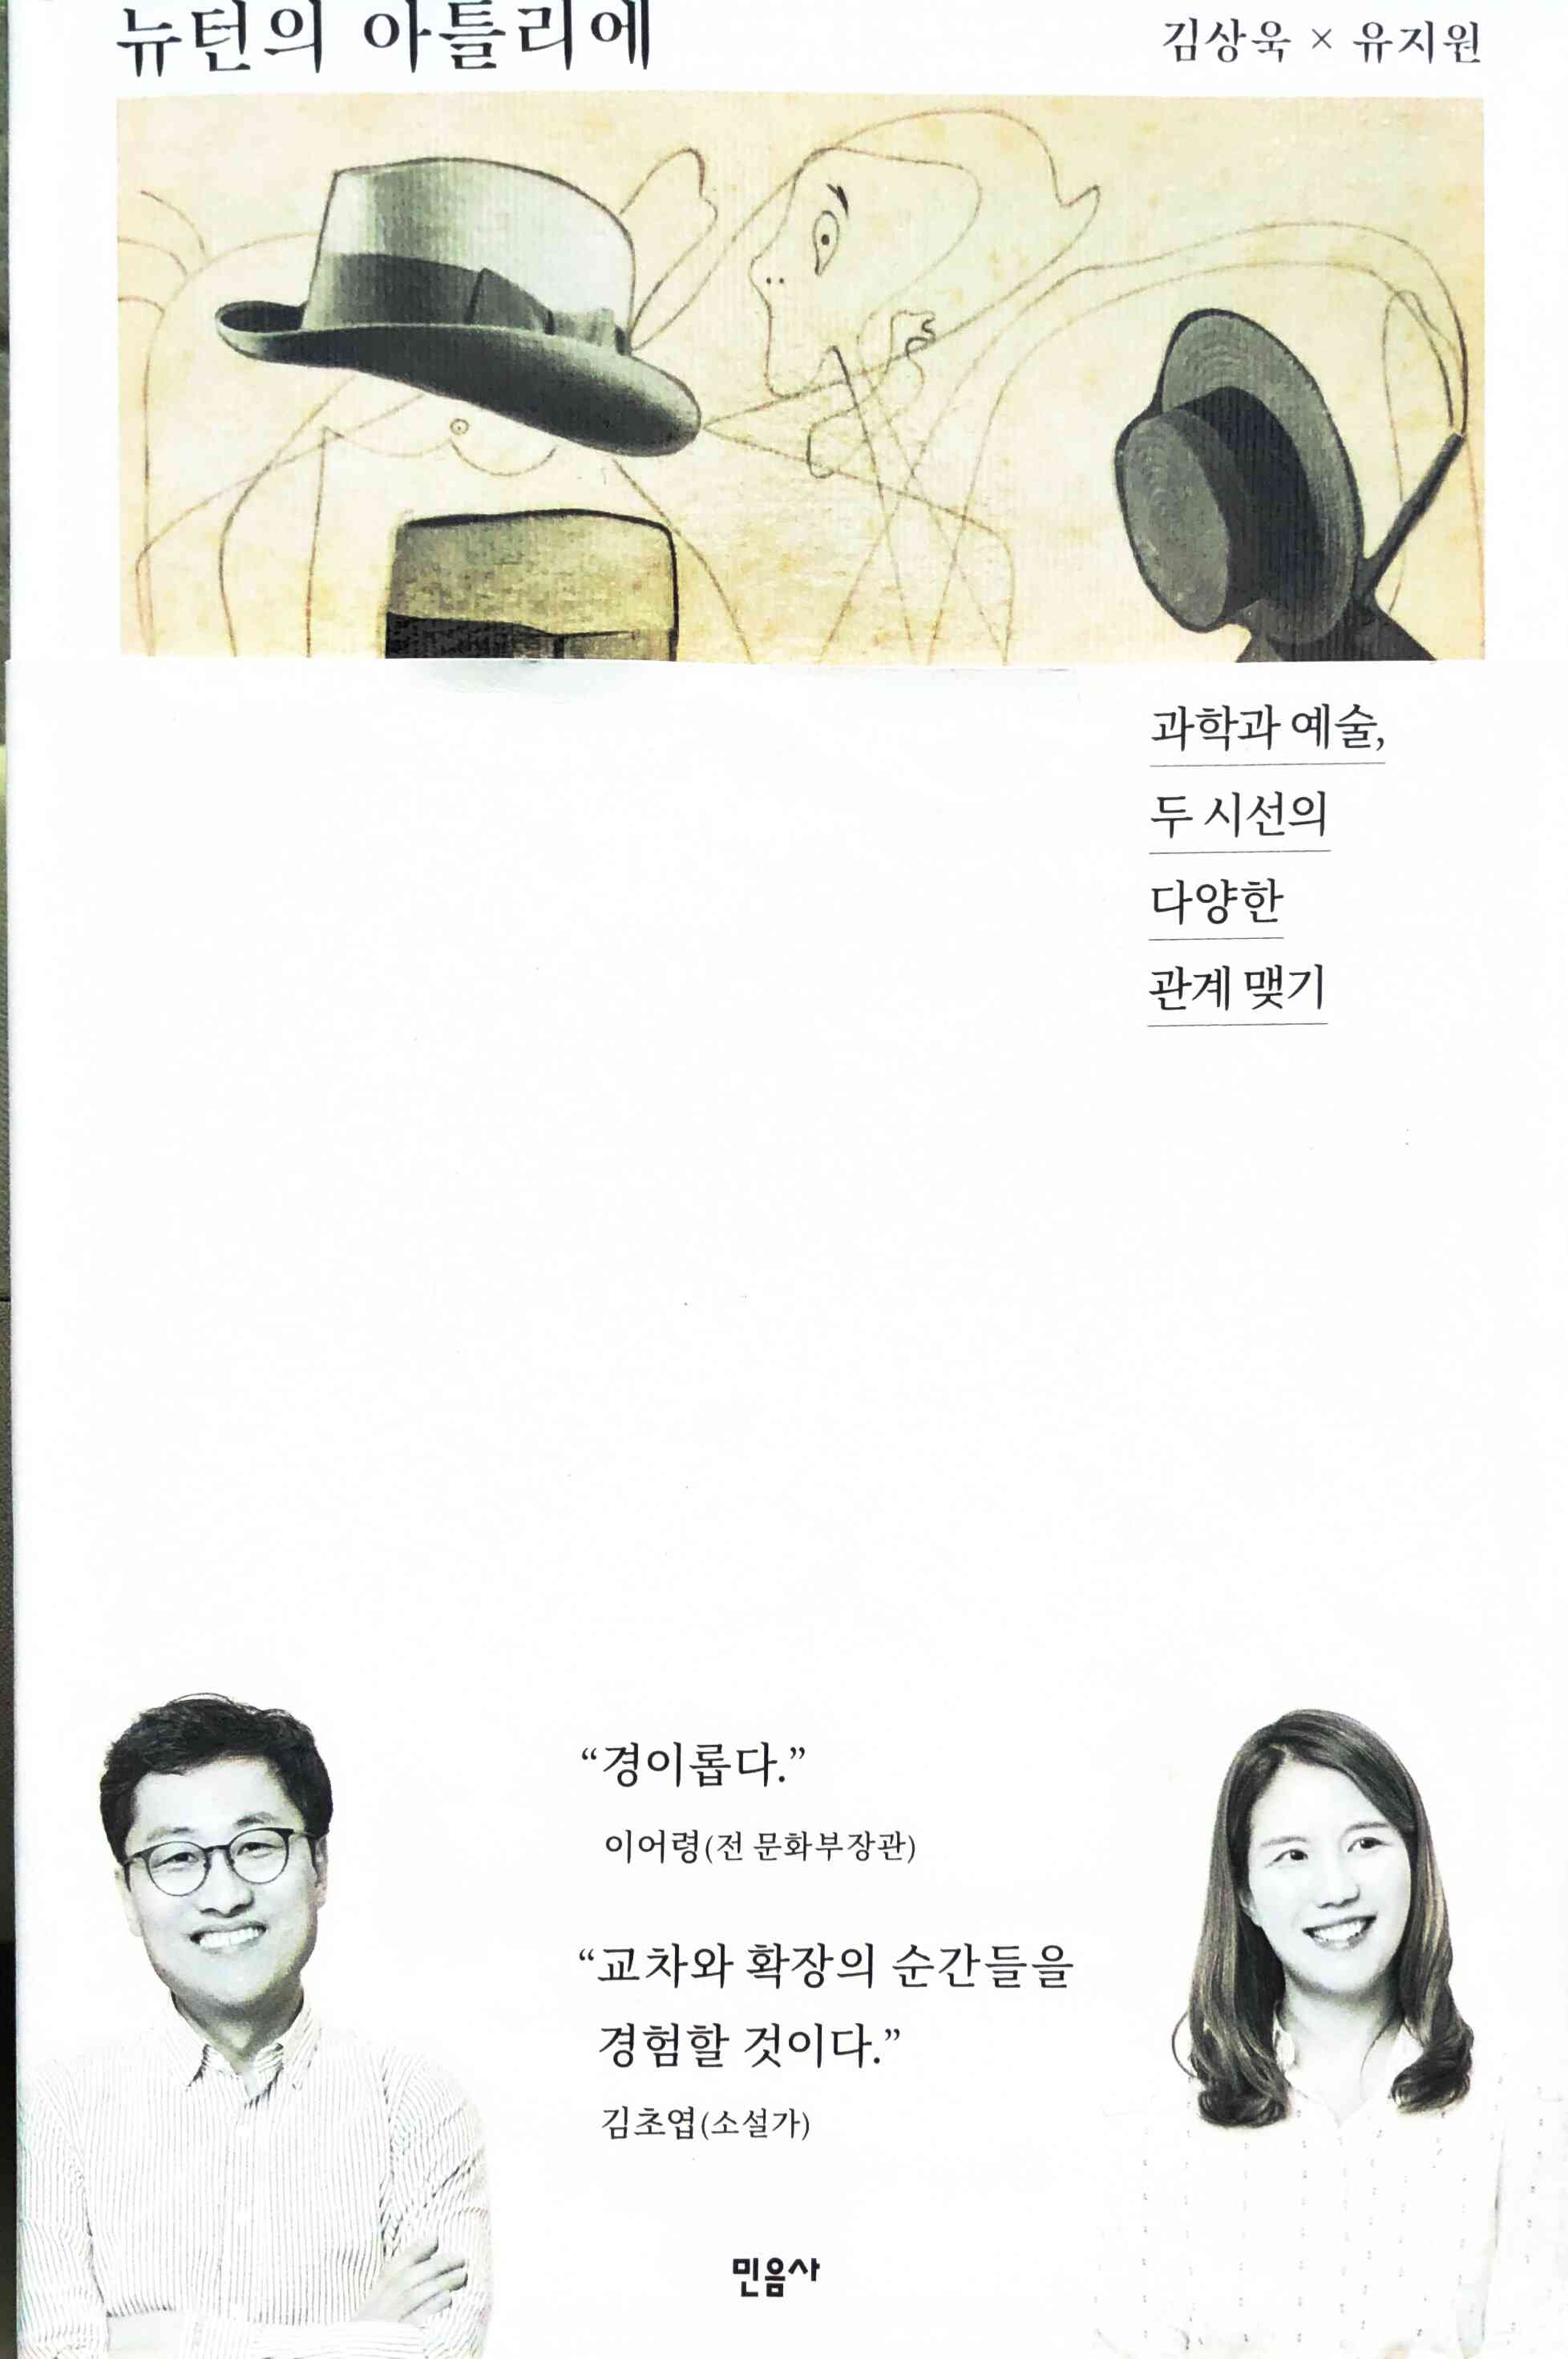 뉴턴의 아틀리에
김상욱 × 유지원
과학과 예술,
두 시선의
다양한
관계 맺기
“경이롭다.”
이어령(전 문화부장관)
“교차와 확장의 순간들을
경험할 것이다.”
김초엽(소설가)
민음사